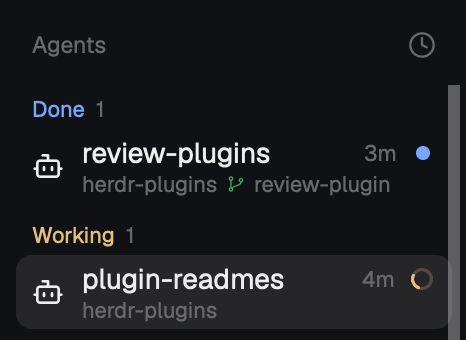 Agents
Done 1
review-plugins 3m
herdr-plugins review-plugin
Working 1
plugin-readmes 4m
herdr-plugins